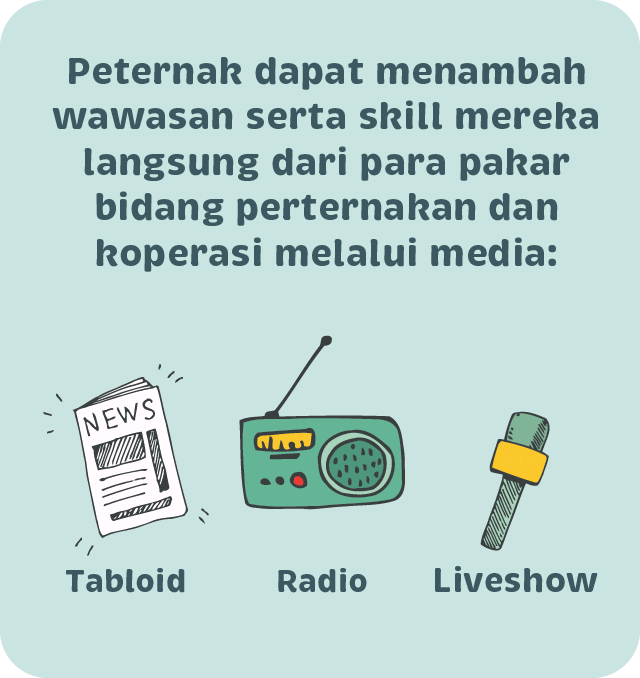 Peternak dapat menambah
wawasan serta skill mereka
langsung dari para pakar
bidang perternakan dan
koperasi melalui media:
NEWS
Tabloid
Radio
Liveshow